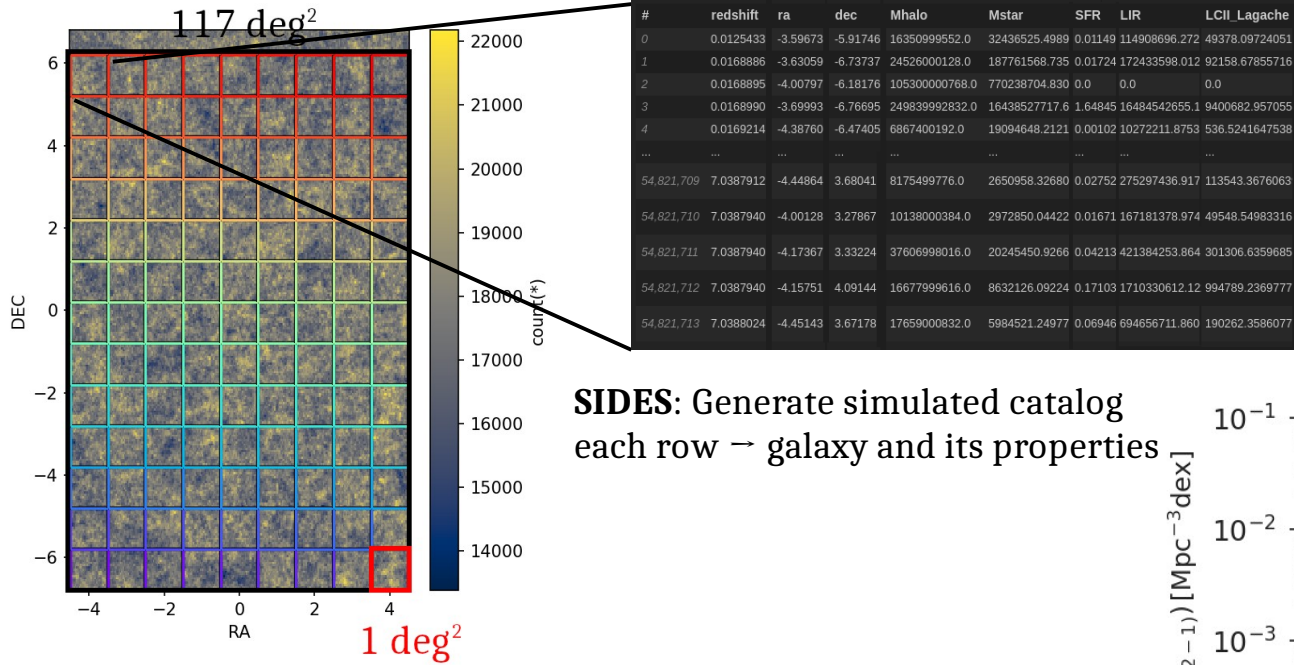 117 deg²
6
4
2
0
−2
−4
−6
DEC
−4
−2
0
2
4
RA
1 deg²
22000
21000
20000
19000
18000
17000
16000
15000
14000
count(*)
# redshift ra dec Mhalo Mstar SFR LIR LCII_Lagache
0 0.0125433 -3.59673 -5.91746 16350999552.0 32436525.4989 0.01149 114908696.272 49378.09724051
1 0.0168886 -3.63059 -6.73737 24526000128.0 187761568.735 0.01724 172433598.012 92158.67855716
2 0.0168895 -4.00797 -6.18176 105300000768.0 770238704.830 0.0 0.0 0.0
3 0.0168990 -3.69993 -6.76695 249839992832.0 16438527717.6 1.64845 16484542655.1 9400682.957055
4 0.0169214 -4.38760 -6.47405 6867400192.0 19094648.2121 0.00102 10272211.8753 536.5241647538
... ... ... ... ... ... ... ... ...
54,821,709 7.0387912 -4.44864 3.68041 8175499776.0 2650958.32680 0.02752 275297436.917 113543.3676063
54,821,710 7.0387940 -4.00128 3.27867 10138000384.0 2972850.04422 0.01671 167181378.974 49548.54983316
54,821,711 7.0387940 -4.17367 3.33224 37606998016.0 20245450.9266 0.04213 421384253.864 301306.6359685
54,821,712 7.0387940 -4.15751 4.09144 16677999616.0 8632126.09224 0.17103 1710330612.12 994789.2369777
54,821,713 7.0388024 -4.45143 3.67178 17659000832.0 5984521.24977 0.06946 694656711.860 190262.3586077
SIDES: Generate simulated catalog
each row → galaxy and its properties
10⁻¹
10⁻²
10⁻³
2−1))[Mpc⁻³dex]